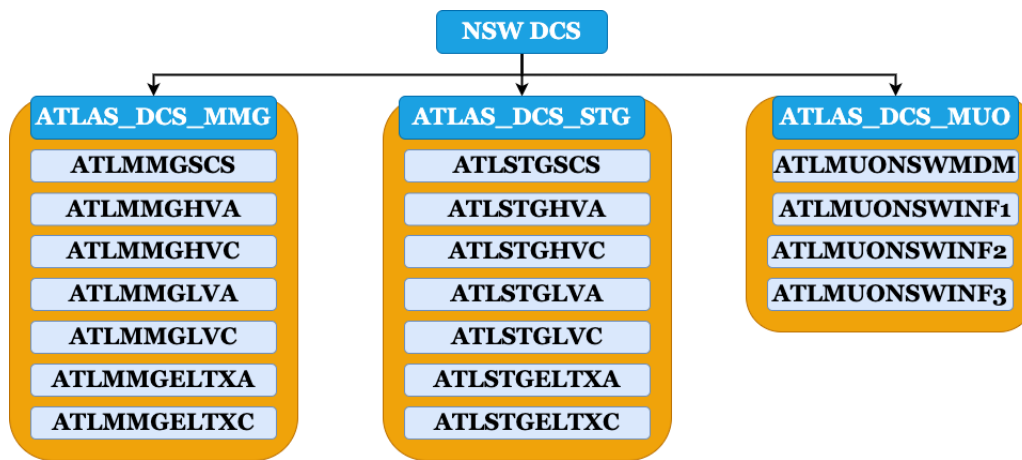 NSW DCS
ATLAS_DCS_MMG
ATLMMGSCS
ATLMMGHVA
ATLMMGHVC
ATLMMGLVA
ATLMMGLVC
ATLMMGELTXA
ATLMMGELTXC
ATLAS_DCS_STG
ATLSTGSCS
ATLSTGHVA
ATLSTGHVC
ATLSTGLVA
ATLSTGLVC
ATLSTGELTXA
ATLSTGELTXC
ATLAS_DCS_MUO
ATLMUONSWMDM
ATLMUONSWINF1
ATLMUONSWINF2
ATLMUONSWINF3